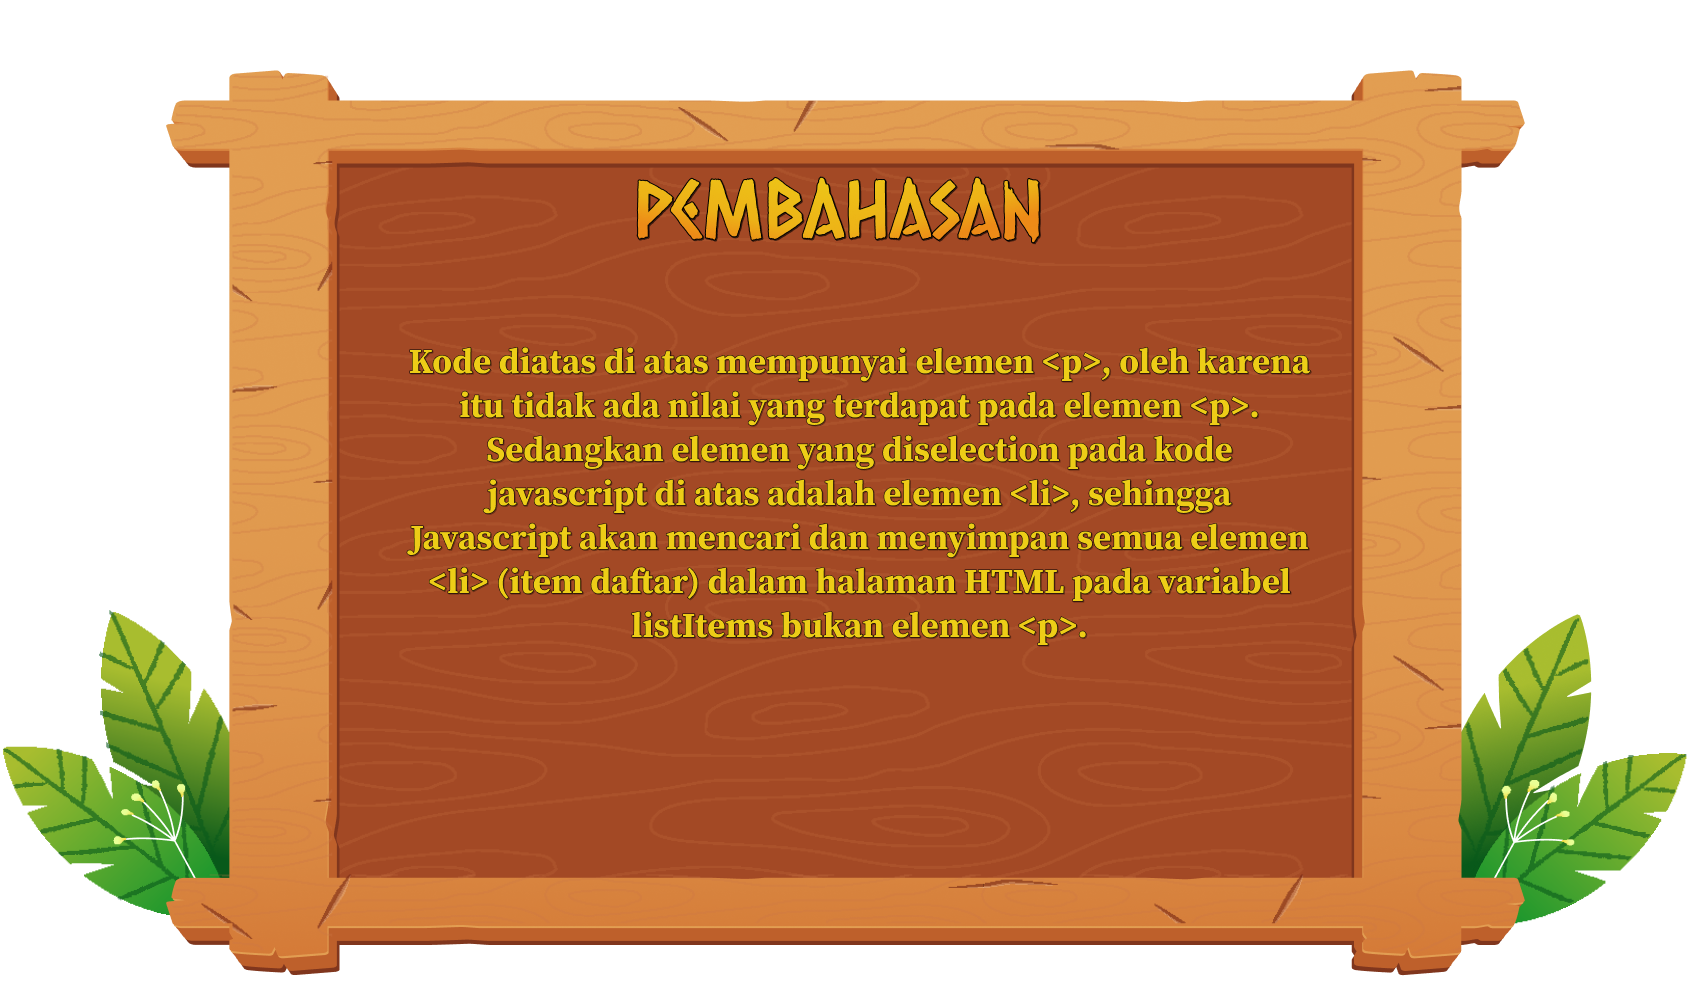 PEMBAHASAN
Kode diatas di atas mempunyai elemen <p>, oleh karena
itu tidak ada nilai yang terdapat pada elemen <p>.
Sedangkan elemen yang diselection pada kode
javascript di atas adalah elemen <li>, sehingga
Javascript akan mencari dan menyimpan semua elemen
<li> (item daftar) dalam halaman HTML pada variabel
listItems bukan elemen <p>.